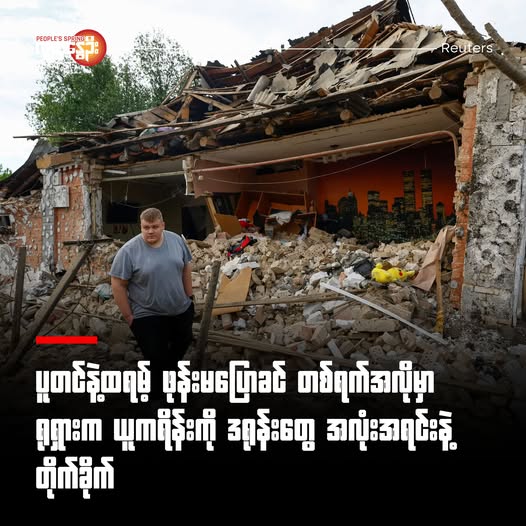 PEOPLE'S SPRING
Reuters
ပူတင်နဲ့ထရမ့် ဖုန်းမပြောခင် တစ်ရက်အလိုမှာ
ရုရှားက ယူကရိန်းကို ဒရုန်းတွေ အလုံးအရင်းနဲ့
တိုက်ခိုက်